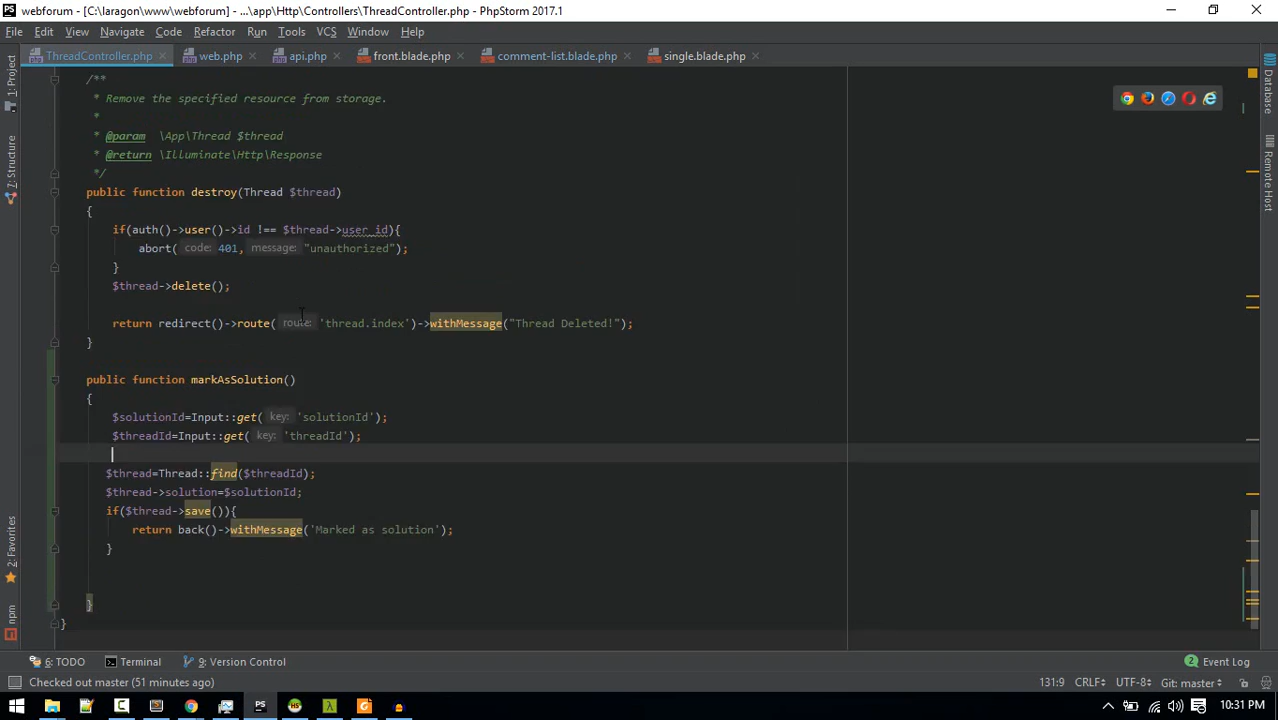 webforum - [C:\laragon\www\webforum] - ...\app\Http\Controllers\ThreadController.php - PhpStorm 2017.1
File Edit View Navigate Code Refactor Run Tools VCS Window Help
ThreadController.php web.php api.php front.blade.php comment-list.blade.php single.blade.php
1: Project
7: Structure
2: Favorites
npm
Database
Remote Host
/**
* Remove the specified resource from storage.
*
* @param \App\Thread $thread
* @return \Illuminate\Http\Response
*/
public function destroy(Thread $thread)
{
if(auth()->user()->id !== $thread->user_id){
abort( code: 401, message: "unauthorized");
}
$thread->delete();
return redirect()->route( route: 'thread.index')->withMessage("Thread Deleted!");
}
public function markAsSolution()
{
$solutionId=Input::get( key: 'solutionId');
$threadId=Input::get( key: 'threadId');
$thread=Thread::find($threadId);
$thread->solution=$solutionId;
if($thread->save()){
return back()->withMessage('Marked as solution');
}
}
}
6: TODO Terminal 9: Version Control 2 Event Log
Checked out master (51 minutes ago) 131:9 CRLF÷ UTF-8÷ Git: master÷
10:31 PM